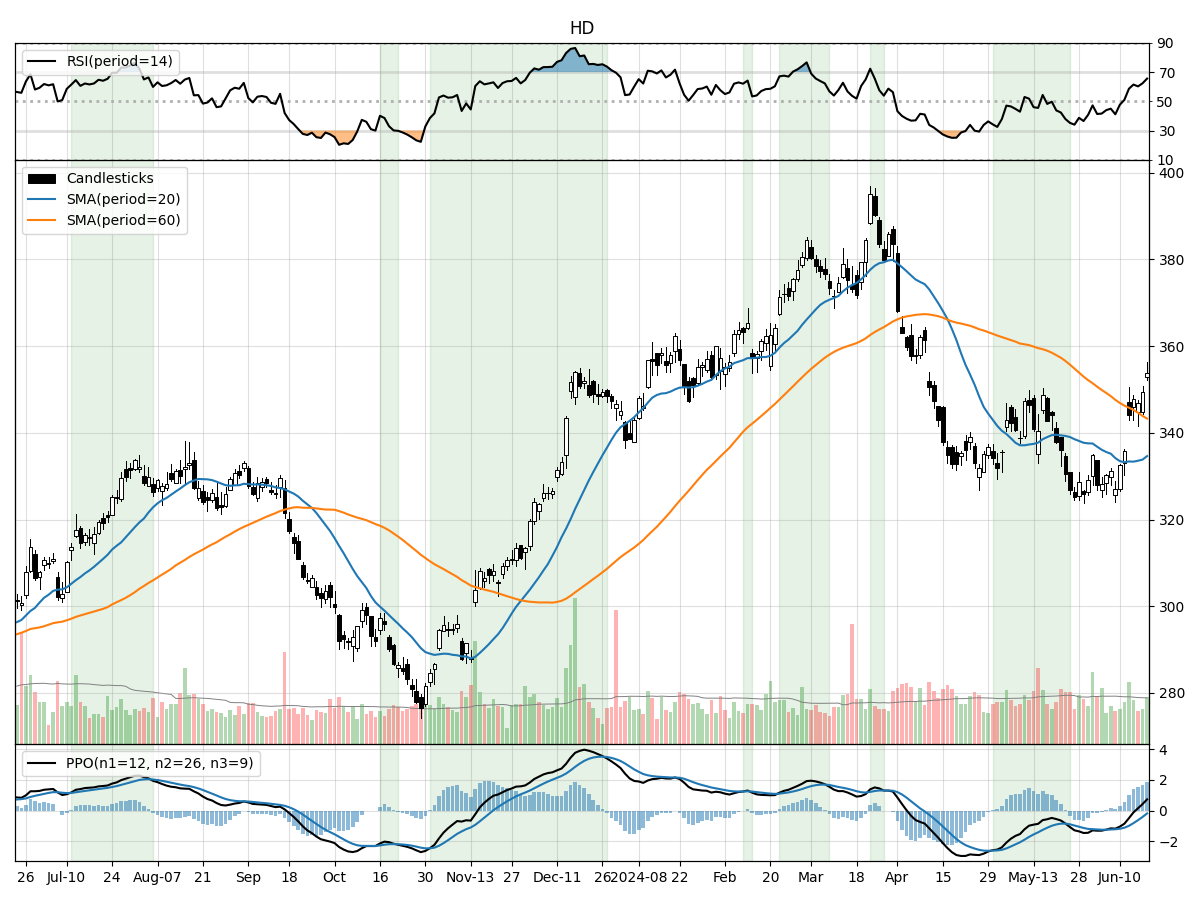 HD
RSI(period=14)
90
70
50
30
10
Candlesticks
SMA(period=20)
SMA(period=60)
400
380
360
340
320
300
280
PPO(n1=12, n2=26, n3=9)
4
2
0
−2
26 Jul-10 24 Aug-07 21 Sep 18 Oct 16 30 Nov-13 27 Dec-11 26 2024-08 22 Feb 20 Mar 18 Apr 15 29 May-13 28 Jun-10